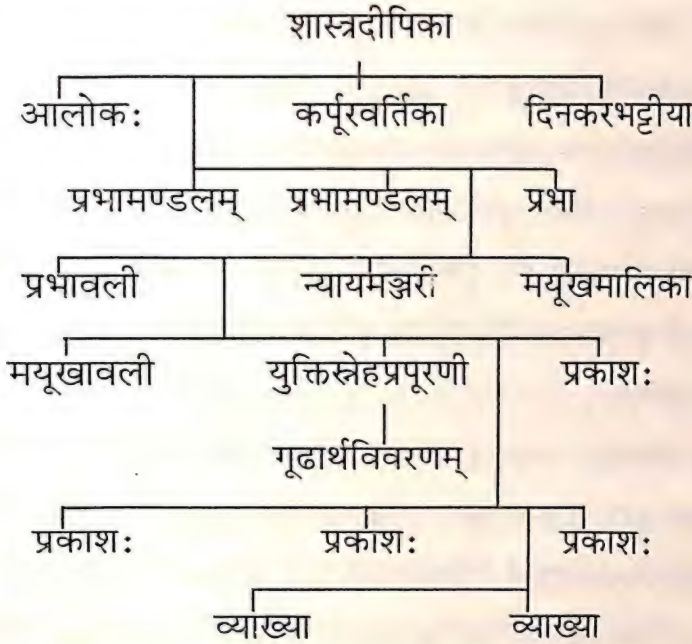 शास्त्रदीपिका
आलोकः कर्पूरवर्तिका दिनकरभट्टीया
प्रभामण्डलम् प्रभामण्डलम् प्रभा
प्रभावली न्यायमञ्जरी मयूखमालिका
मयूखावली युक्तिस्नेहप्रपूरणी प्रकाशः
गूढार्थविवरणम्
प्रकाशः प्रकाशः प्रकाशः
व्याख्या व्याख्या